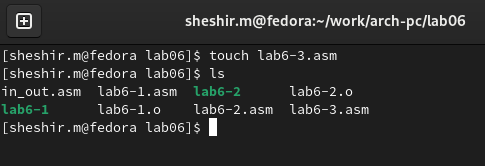 sheshir.m@fedora:~/work/arch-pc/lab06
[sheshir.m@fedora lab06]$ touch lab6-3.asm
[sheshir.m@fedora lab06]$ ls
in_out.asm  lab6-1.asm  lab6-2      lab6-2.o
lab6-1      lab6-1.o    lab6-2.asm  lab6-3.asm
[sheshir.m@fedora lab06]$